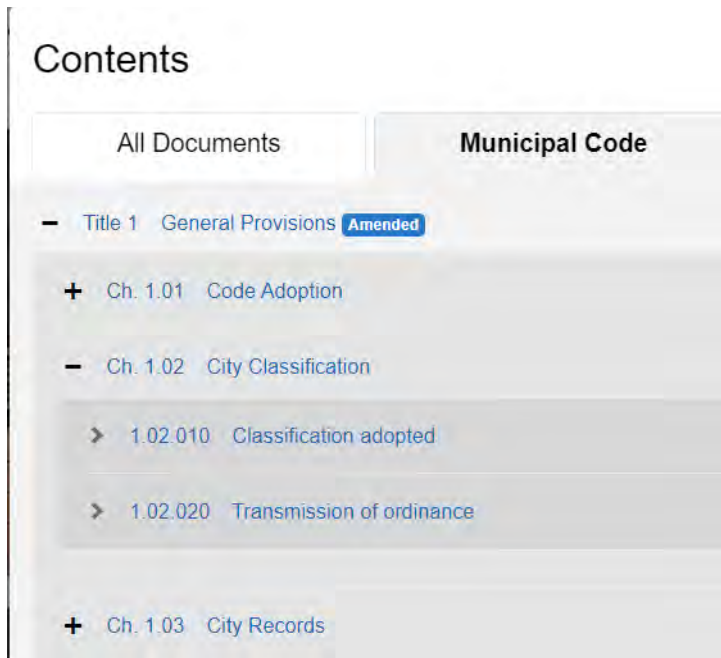 Contents
All Documents Municipal Code
Title 1 General Provisions Amended
Ch. 1.01 Code Adoption
Ch. 1.02 City Classification
1.02.010 Classification adopted
1.02.020 Transmission of ordinance
Ch. 1.03 City Records